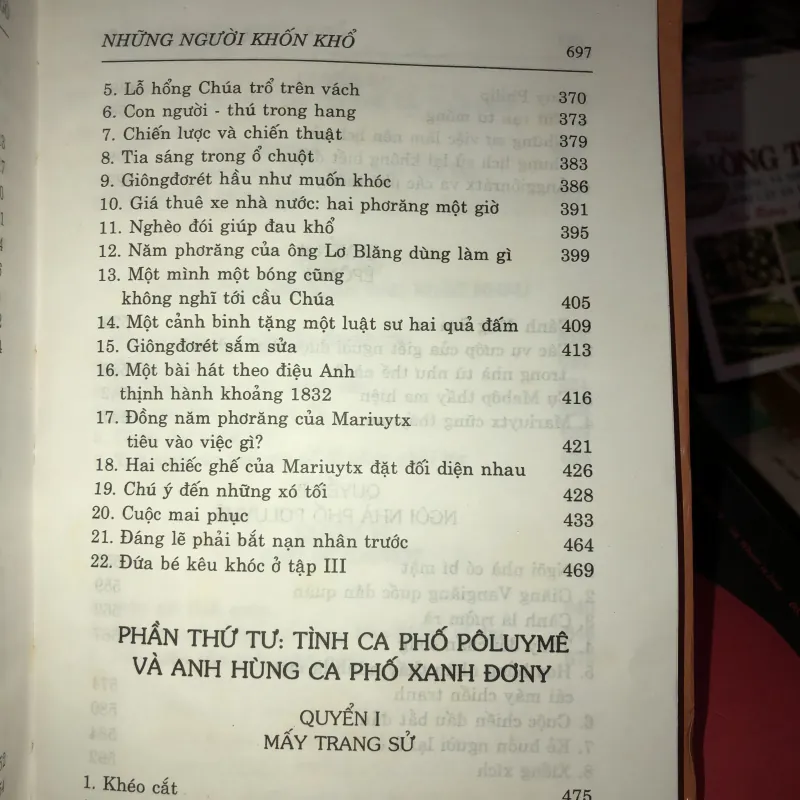 NHỮNG NGƯỜI KHỐN KHỔ 697
5. Lỗ hổng Chúa trổ trên vách 370
6. Con người - thú trong hang 373
7. Chiến lược và chiến thuật 379
8. Tia sáng trong ổ chuột 383
9. Giôngđơrét hầu như muốn khóc 386
10. Giá thuê xe nhà nước: hai phơrăng một giờ 391
11. Nghèo đói giúp đau khổ 395
12. Năm phơrăng của ông Lơ Blăng dùng làm gì 399
13. Một mình một bóng cũng
không nghĩ tới cầu Chúa 405
14. Một cảnh binh tặng một luật sư hai quả đấm 409
15. Giôngđơrét sắm sửa 413
16. Một bài hát theo điệu Anh
thịnh hành khoảng 1832 416
17. Đồng năm phơrăng của Mariuytx
tiêu vào việc gì? 421
18. Hai chiếc ghế của Mariuytx đặt đối diện nhau 426
19. Chú ý đến những xó tối 428
20. Cuộc mai phục 433
21. Đáng lẽ phải bắt nạn nhân trước 464
22. Đứa bé kêu khóc ở tập III 469
PHẦN THỨ TƯ: TÌNH CA PHỐ PÔLUYMÊ
VÀ ANH HÙNG CA PHỐ XANH ĐƠNY
QUYỂN I
MẤY TRANG SỬ
1. Khéo cắt 475